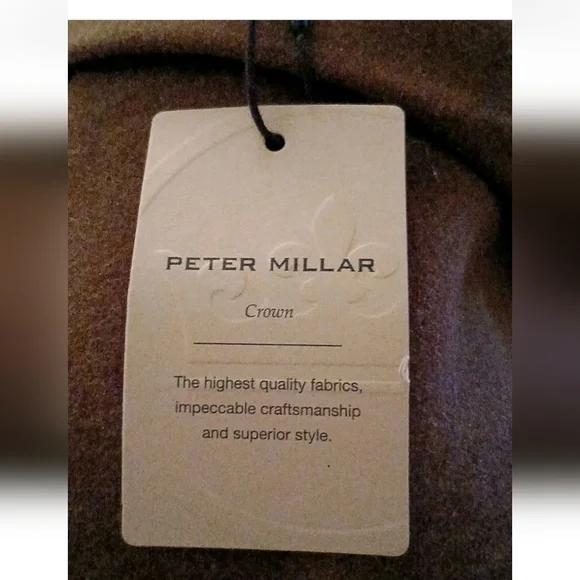 PETER MILLAR
Crown
The highest quality fabrics,
impeccable craftsmanship
and superior style.